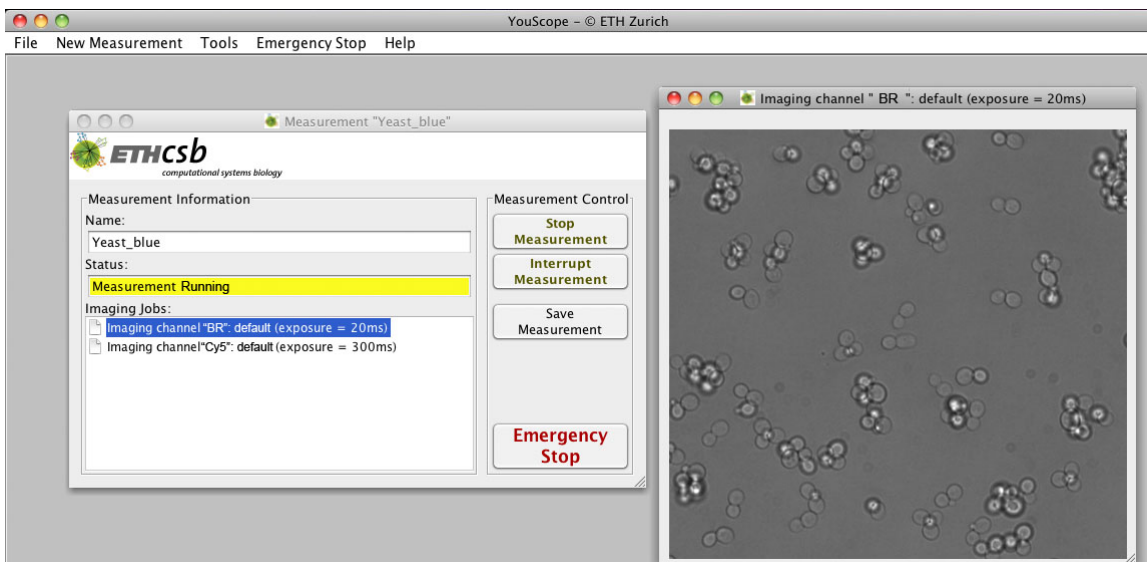 YouScope - © ETH Zurich
File New Measurement Tools Emergency Stop Help
Measurement "Yeast_blue"
ETHCSb
computational systems biology
Measurement Information
Name:
Yeast_blue
Status:
Measurement Running
Imaging Jobs:
Imaging channel "BR": default (exposure = 20ms)
Imaging channel "Cy5": default (exposure = 300ms)
Measurement Control
Stop
Measurement
Interrupt
Measurement
Save
Measurement
Emergency
Stop
Imaging channel " BR ": default (exposure = 20ms)